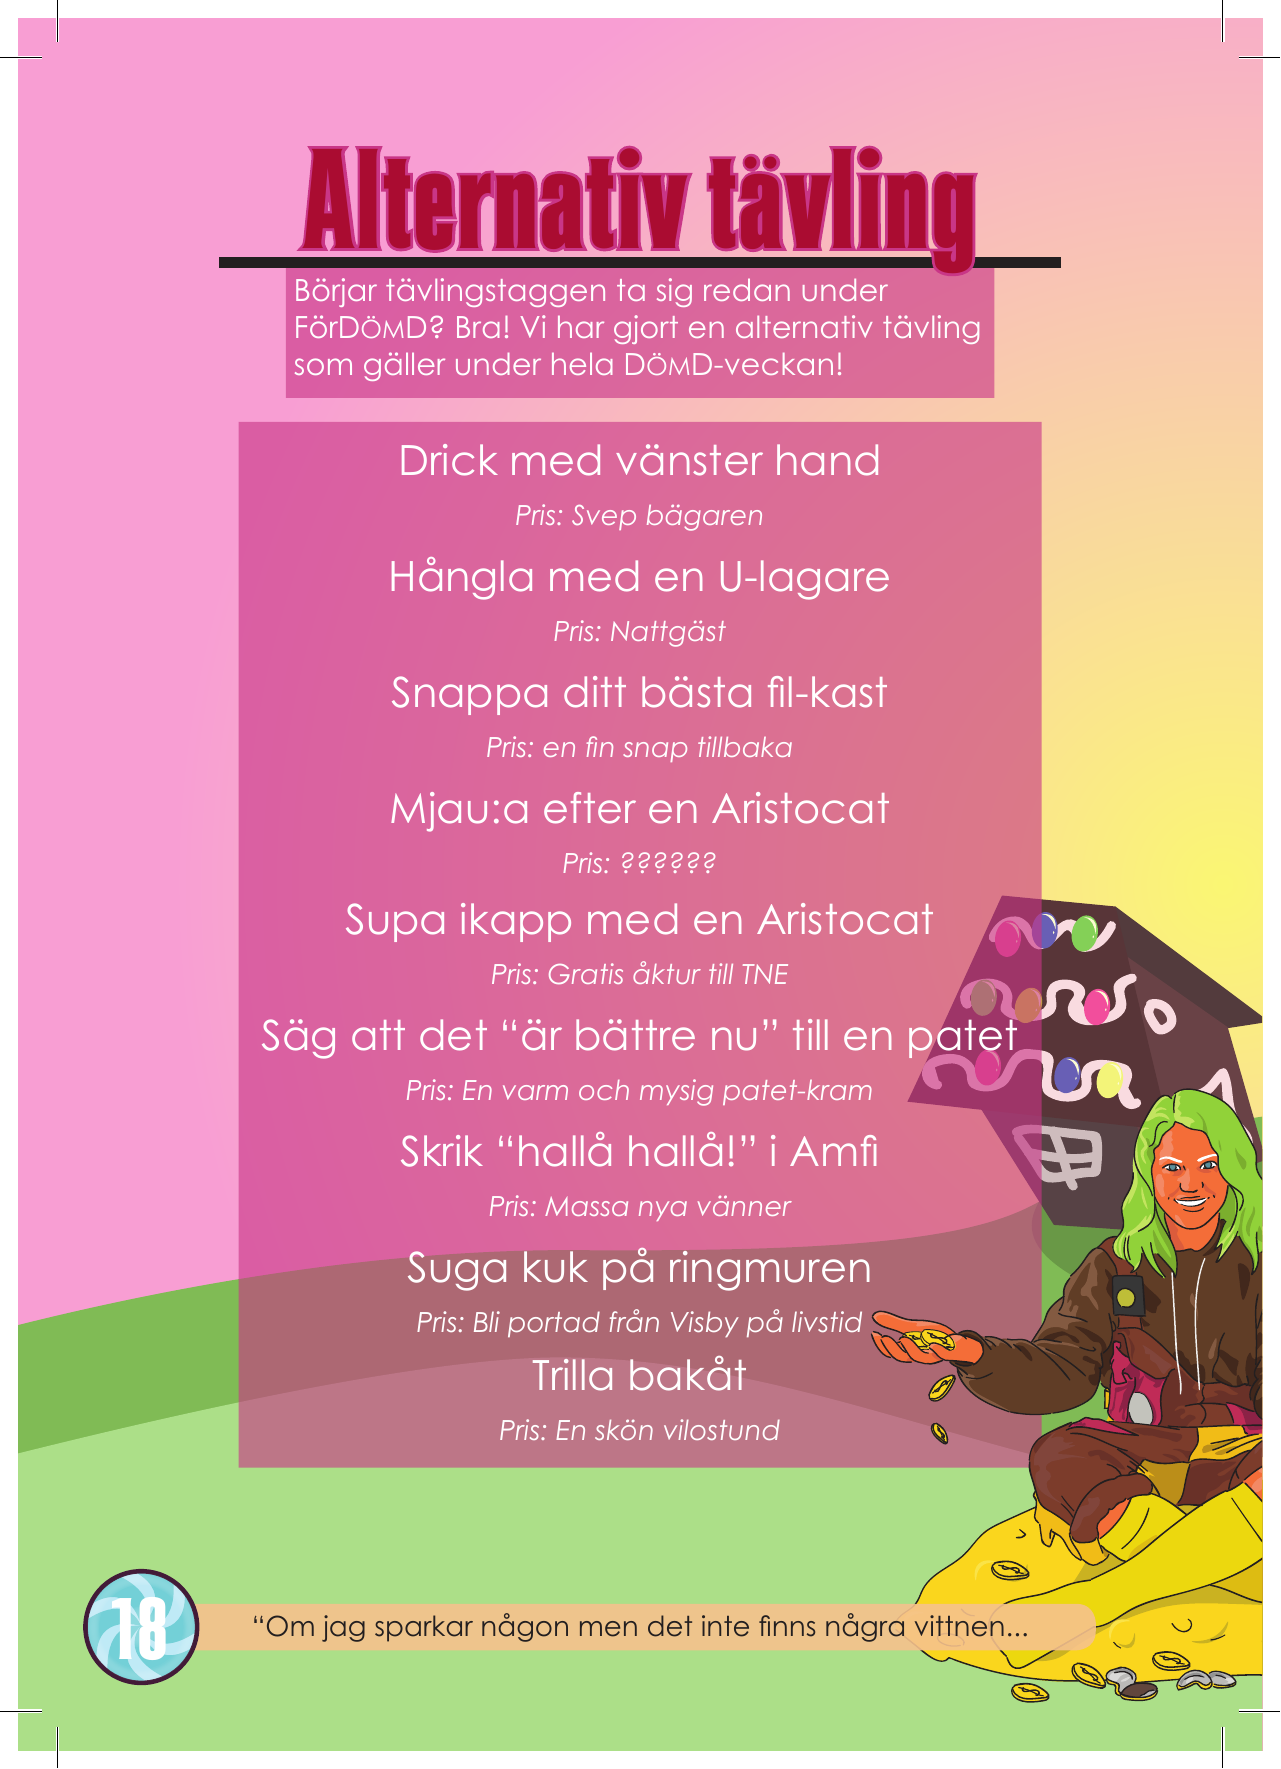 Alternativ tävling
Börjar tävlingstaggen ta sig redan under
FörDÖMD? Bra! Vi har gjort en alternativ tävling
som gäller under hela DÖMD-veckan!
Drick med vänster hand
Pris: Svep bägaren
Hångla med en U-lagare
Pris: Nattgäst
Snappa ditt bästa fil-kast
Pris: en fin snap tillbaka
Mjau:a efter en Aristocat
Pris: ??????
Supa ikapp med en Aristocat
Pris: Gratis åktur till TNE
Säg att det “är bättre nu” till en patet
Pris: En varm och mysig patet-kram
Skrik “hallå hallå!” i Amfi
Pris: Massa nya vänner
Suga kuk på ringmuren
Pris: Bli portad från Visby på livstid
Trilla bakåt
Pris: En skön vilostund
18
“Om jag sparkar någon men det inte finns några vittnen...